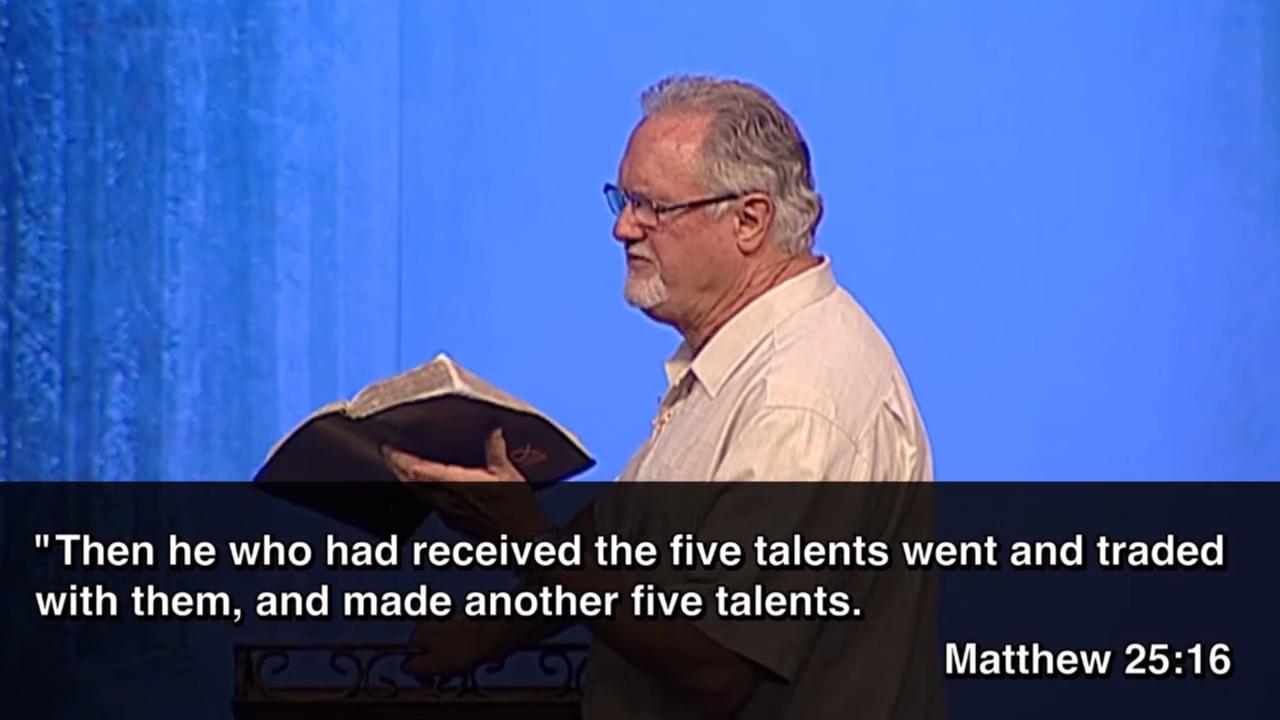 "Then he who had received the five talents went and traded
with them, and made another five talents.
Matthew 25:16